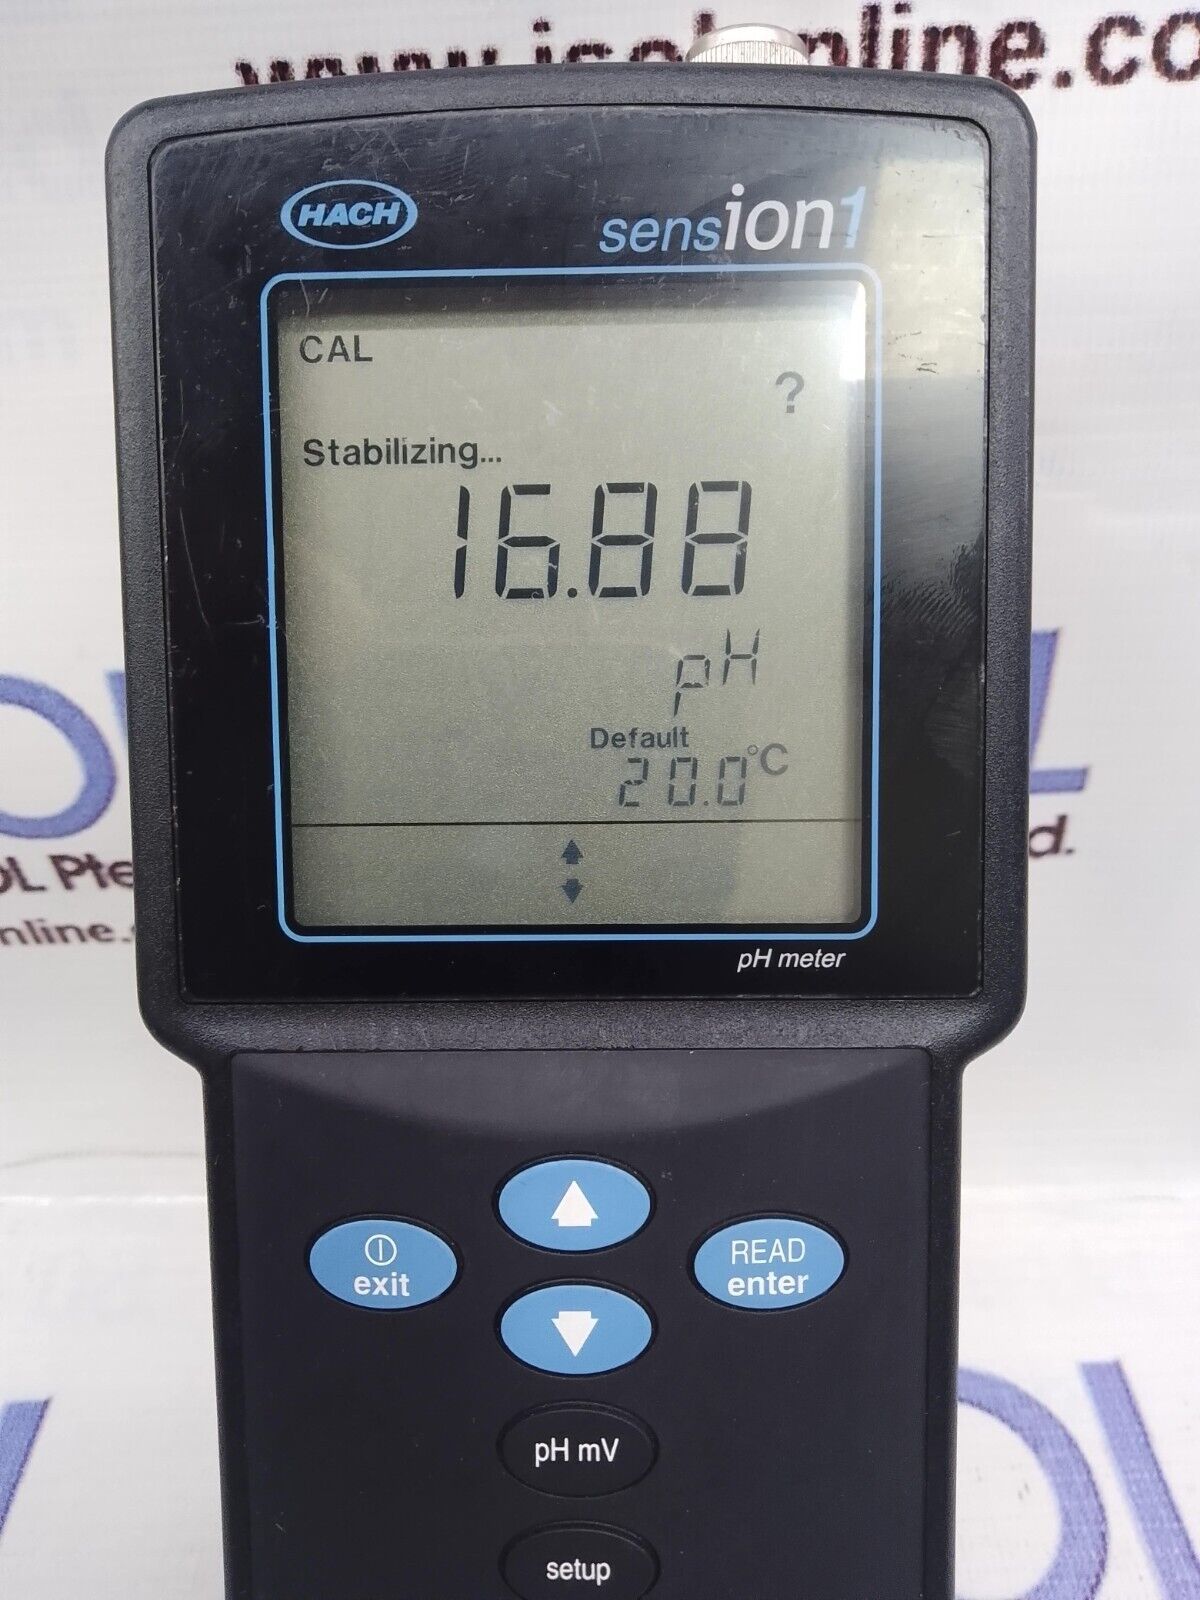 HACH
sension1
CAL
?
Stabilizing...
16.88
pH
Default
20.0°C
pH meter
exit
READ
enter
pH mV
setup